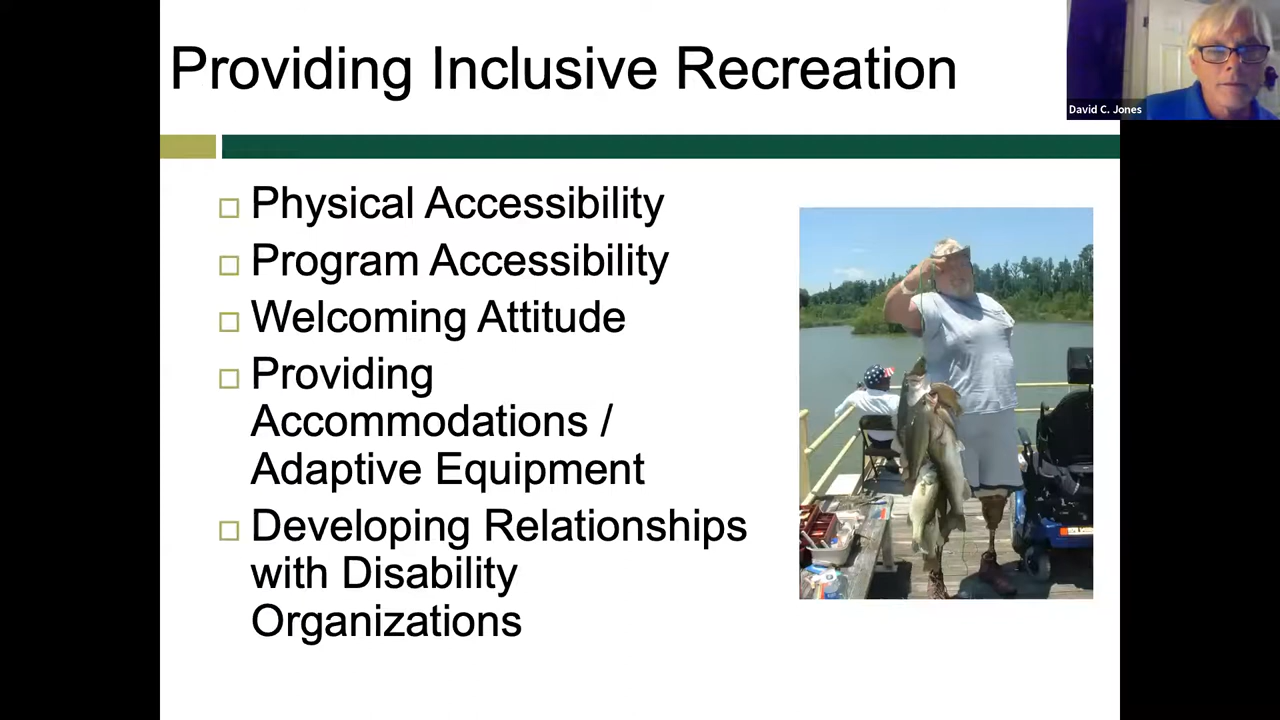 Providing Inclusive Recreation
David C. Jones
Physical Accessibility
Program Accessibility
Welcoming Attitude
Providing
Accommodations /
Adaptive Equipment
Developing Relationships
with Disability
Organizations